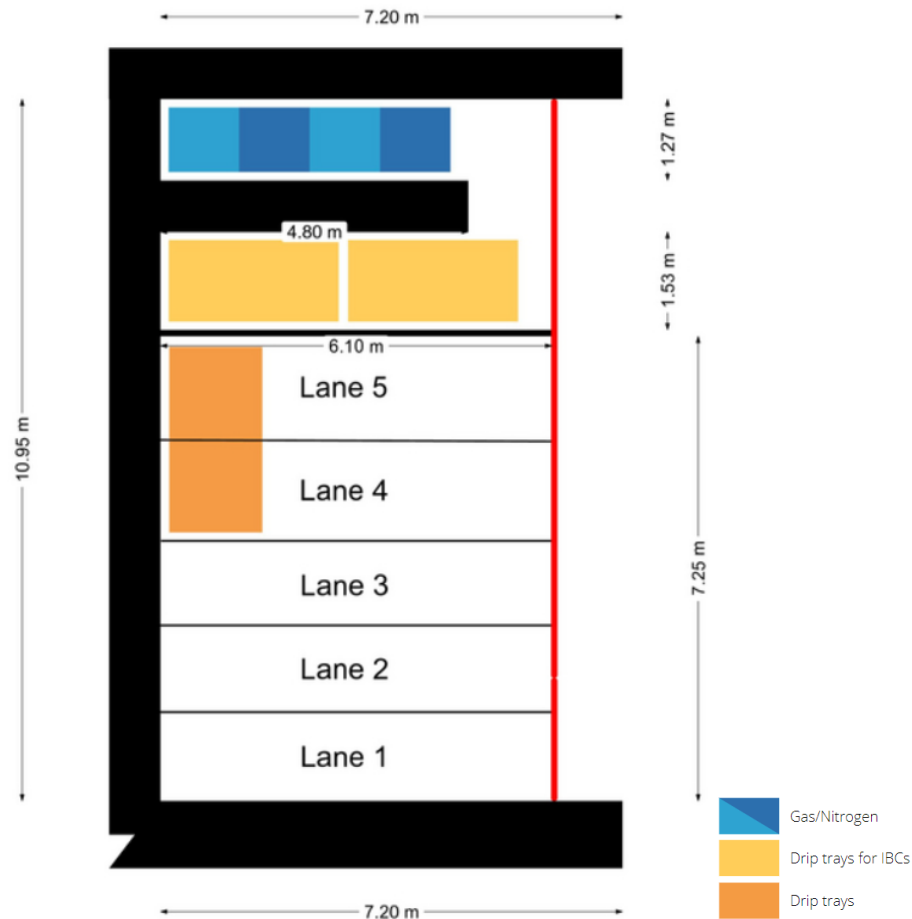 7.20 m
1.27 m
4.80 m
1.53 m
6.10 m
Lane 5
10.95 m
Lane 4
7.25 m
Lane 3
Lane 2
Lane 1
Gas/Nitrogen
Drip trays for IBCs
Drip trays
7.20 m